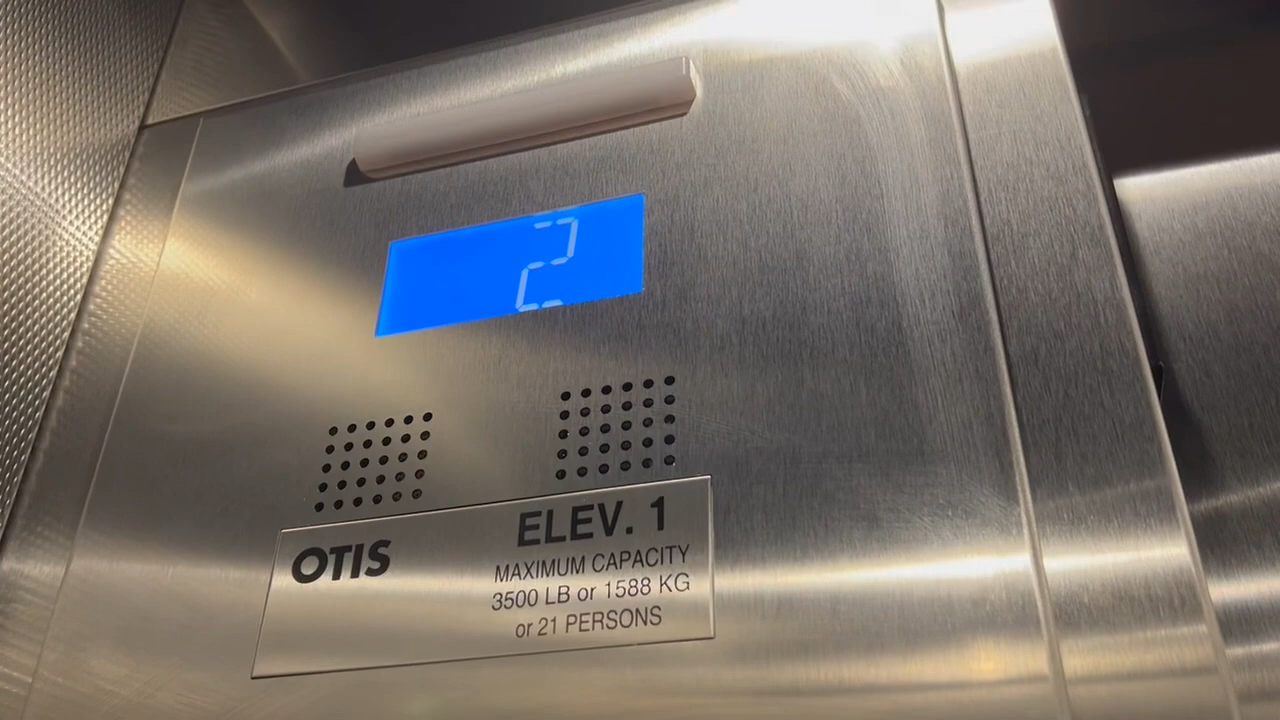 2
OTIS
ELEV. 1
MAXIMUM CAPACITY
3500 LB or 1588 KG
or 21 PERSONS